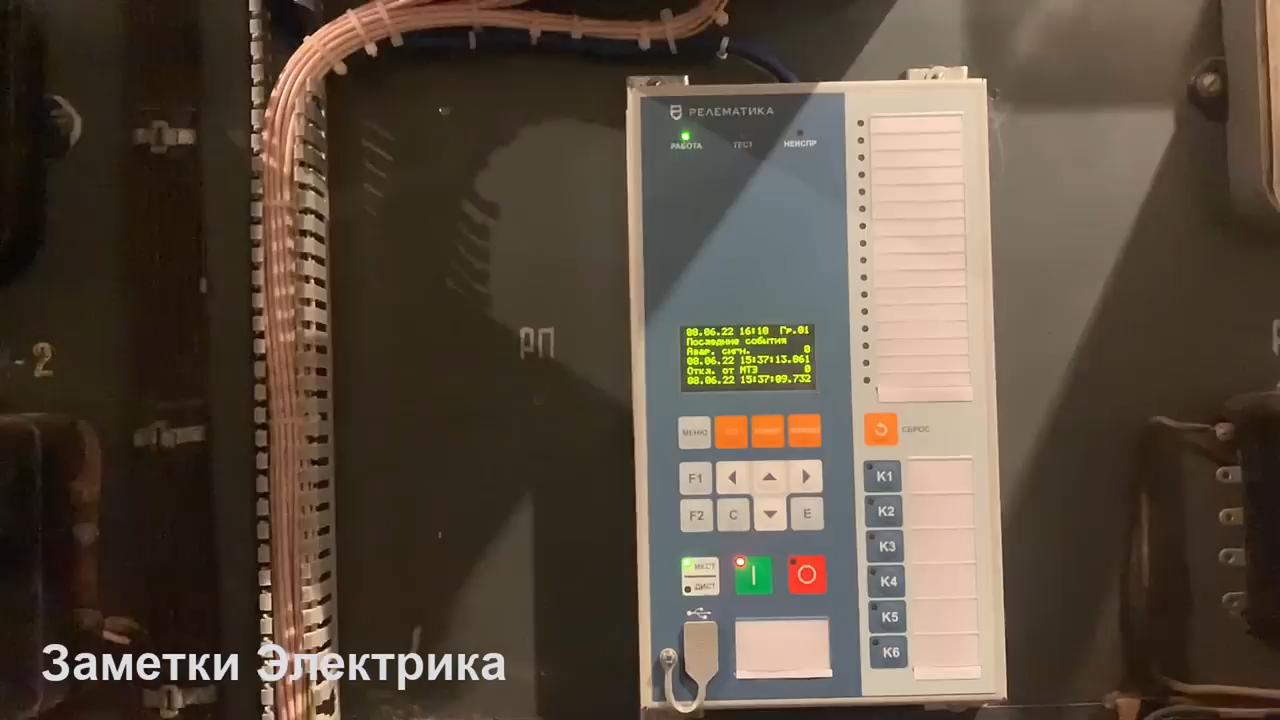 РЕЛЕМАТИКА
РАБОТА ТЕСТ НЕИСПР
2
РП
08.06.22 16:10 Гр.01
Последние события
Авар. сигн. 0
08.06.22 15:37:13.861
Откл. от МТЗ 0
08.06.22 15:37:09.732
МЕНЮ
СБРОС
F1
F2 C E
K1
K2
K3
K4
K5
K6
МЕСТ
ДИСТ
Заметки Электрика